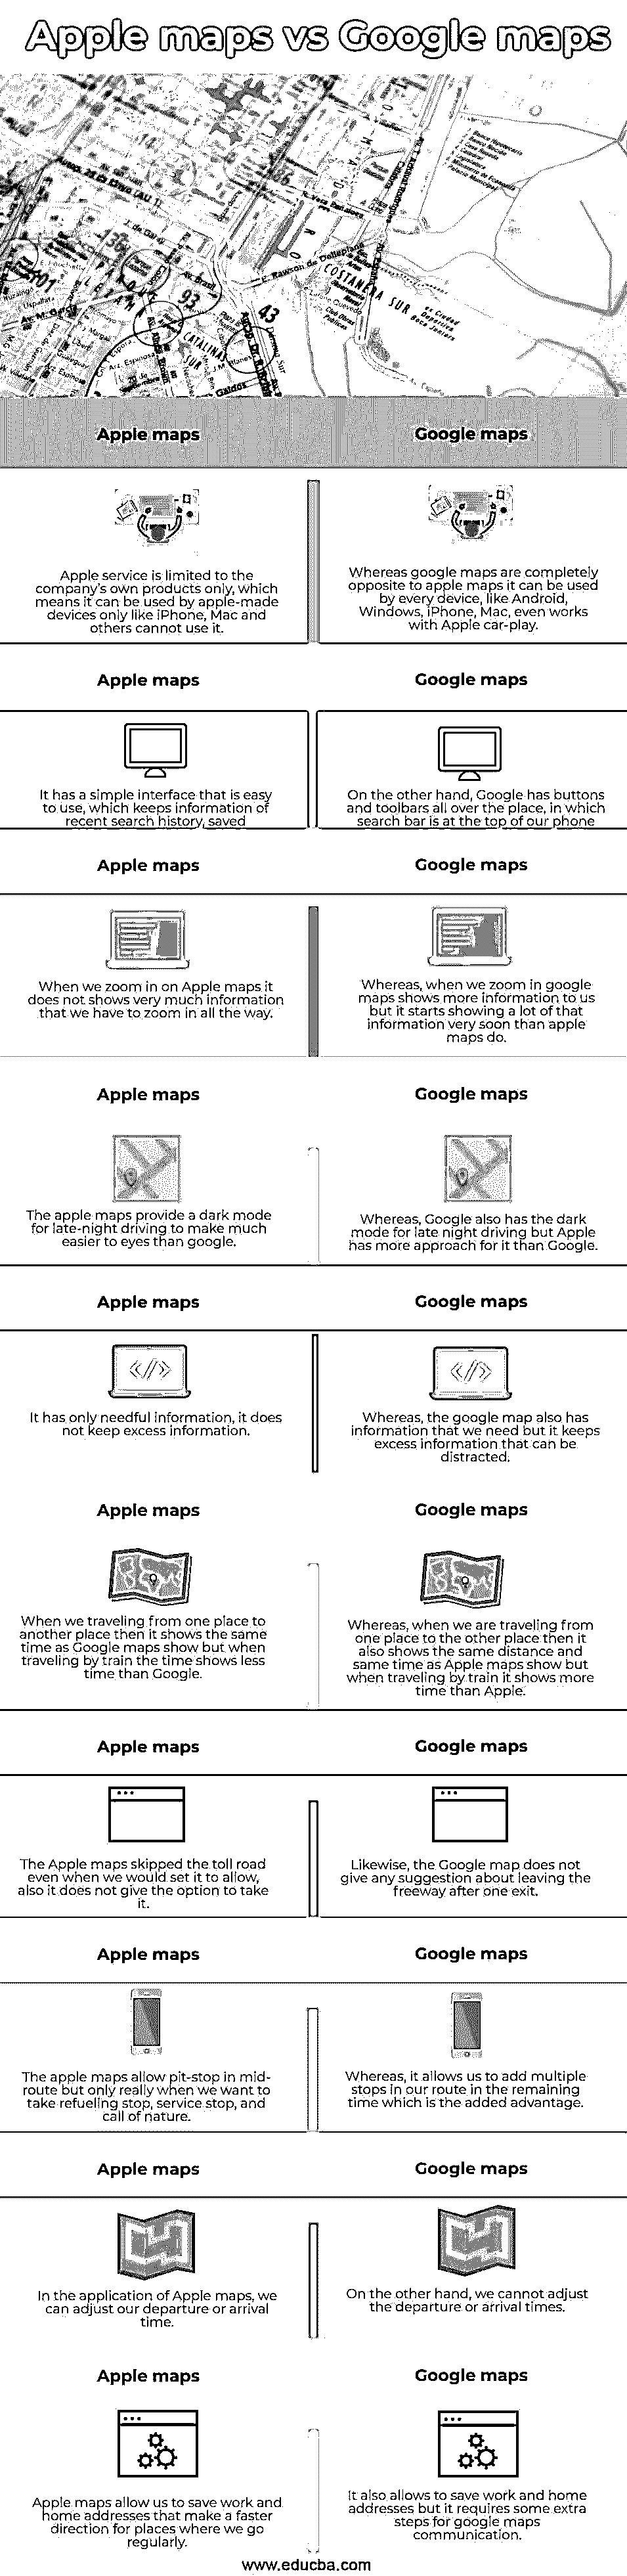 Apple maps vs Google maps
Autop. 25 de Mayo (AU 1)
J. de Garay
Av. Brasil
E. Rawson de Dellepiane
COSTANERA SUR
CATALINAS
SUR
93
43
Av. Arz. Espinosa
Galdos
Apple maps
Google maps
Apple service is limited to the
company's own products only, which
means it can be used by apple-made
devices only like iPhone, Mac and
others cannot use it.
Whereas google maps are completely
opposite to apple maps it can be used
by every device, like Android,
Windows, iPhone, Mac, even works
with Apple car-play.
Apple maps
Google maps
It has a simple interface that is easy
to use, which keeps information of
recent search history, saved
On the other hand, Google has buttons
and toolbars all over the place, in which
search bar is at the top of our phone
Apple maps
Google maps
When we zoom in on Apple maps it
does not shows very much information
that we have to zoom in all the way.
Whereas, when we zoom in google
maps shows more information to us
but it starts showing a lot of that
information very soon than apple
maps do.
Apple maps
Google maps
The apple maps provide a dark mode
for late-night driving to make much
easier to eyes than google.
Whereas, Google also has the dark
mode for late night driving but Apple
has more approach for it than Google.
Apple maps
Google maps
It has only needful information, it does
not keep excess information.
Whereas, the google map also has
information that we need but it keeps
excess information that can be
distracted.
Apple maps
Google maps
When we traveling from one place to
another place then it shows the same
time as Google maps show but when
traveling by train the time shows less
time than Google.
Whereas, when we are traveling from
one place to the other place then it
also shows the same distance and
same time as Apple maps show but
when traveling by train it shows more
time than Apple.
Apple maps
Google maps
The Apple maps skipped the toll road
even when we would set it to allow,
also it does not give the option to take
it.
Likewise, the Google map does not
give any suggestion about leaving the
freeway after one exit.
Apple maps
Google maps
The apple maps allow pit-stop in mid-
route but only really when we want to
take refueling stop, service stop, and
call of nature.
Whereas, it allows us to add multiple
stops in our route in the remaining
time which is the added advantage.
Apple maps
Google maps
In the application of Apple maps, we
can adjust our departure or arrival
time.
On the other hand, we cannot adjust
the departure or arrival times.
Apple maps
Google maps
Apple maps allow us to save work and
home addresses that make a faster
direction for places where we go
regularly.
It also allows to save work and home
addresses but it requires some extra
steps for google maps
communication.
www.educba.com